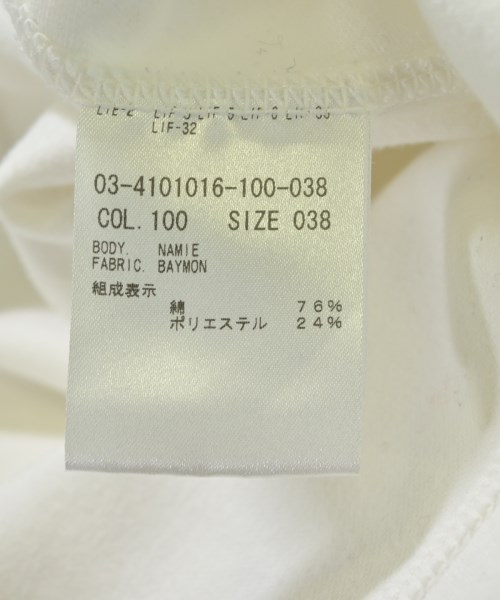 LIF-32
03-4101016-100-038
COL. 100 SIZE 038
BODY. NAMIE
FABRIC. BAYMON
組成表示
綿 76%
ポリエステル 24%